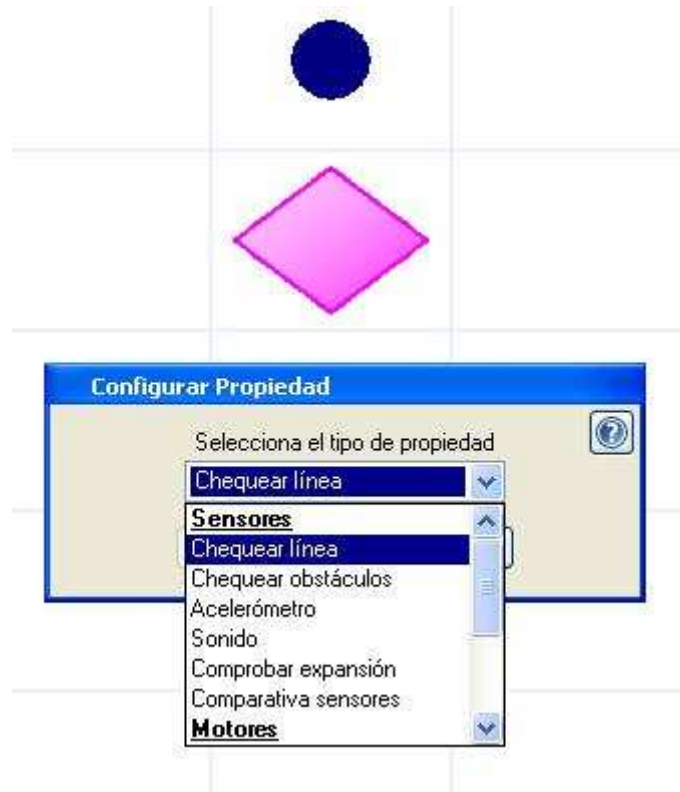 Configurar Propiedad
Selecciona el tipo de propiedad
Chequear línea
Sensores
Chequear línea
Chequear obstáculos
Acelerómetro
Sonido
Comprobar expansión
Comparativa sensores
Motores